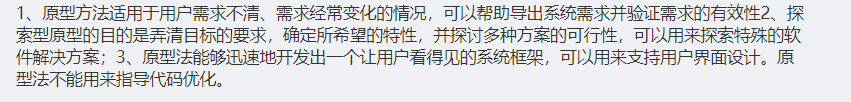 1、原型方法适用于用户需求不清、需求经常变化的情况，可以帮助导出系统需求并验证需求的有效性2、探
索型原型的目的是弄清目标的要求，确定所希望的特性，并探讨多种方案的可行性，可以用来探索特殊的软
件解决方案；3、原型法能够迅速地开发出一个让用户看得见的系统框架，可以用来支持用户界面设计。原
型法不能用来指导代码优化。